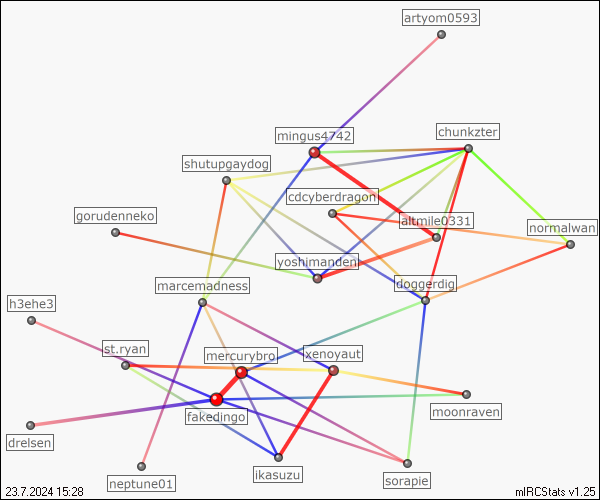 artyom0593
mingus4742
chunkzter
shutupgaydog
cdcyberdragon
gorudenneko
altmile0331
normalwan
yoshimanden
marcemadness
doggerdig
h3ehe3
st.ryan
mercurybro
xenoyaut
fakedingo
moonraven
drelsen
ikasuzu
neptune01
sorapie
23.7.2024 15:28
mIRCStats v1.25